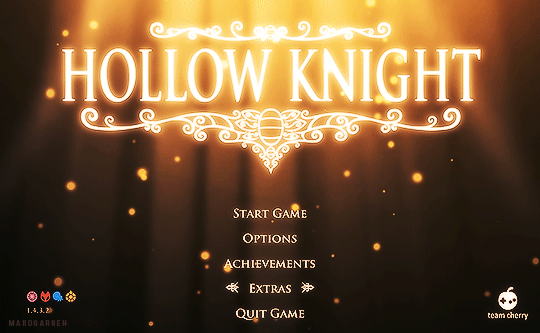 HOLLOW KNIGHT
START GAME
OPTIONS
ACHIEVEMENTS
EXTRAS
QUIT GAME
1.4.3.2
team cherry